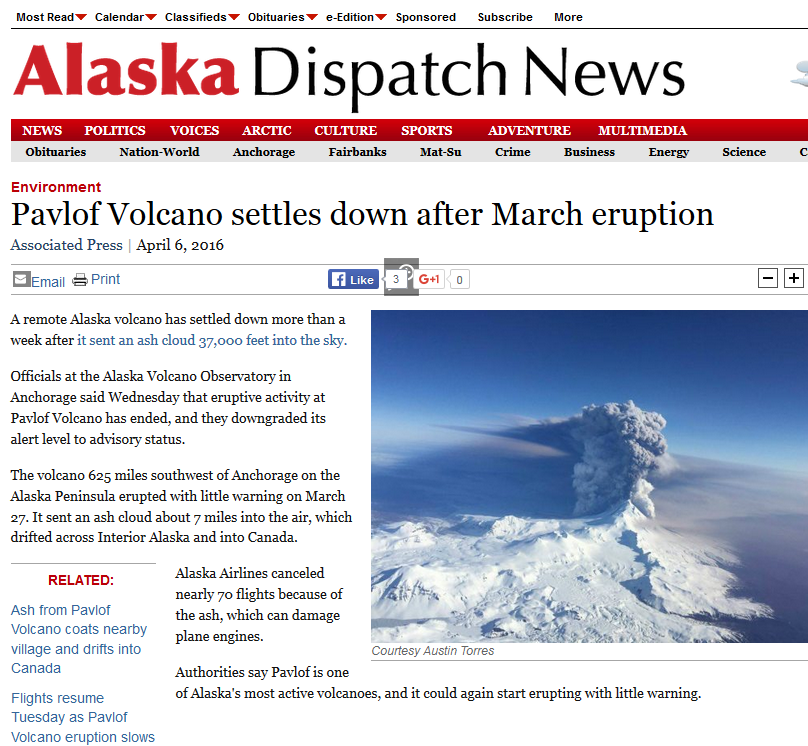 Most Read Calendar Classifieds Obituaries e-Edition Sponsored Subscribe More
Alaska Dispatch News
NEWS POLITICS VOICES ARCTIC CULTURE SPORTS ADVENTURE MULTIMEDIA
Obituaries Nation-World Anchorage Fairbanks Mat-Su Crime Business Energy Science C
Environment
Pavlof Volcano settles down after March eruption
Associated Press | April 6, 2016
Email Print Like 3 G+1 0
A remote Alaska volcano has settled down more than a
week after it sent an ash cloud 37,000 feet into the sky.
Officials at the Alaska Volcano Observatory in
Anchorage said Wednesday that eruptive activity at
Pavlof Volcano has ended, and they downgraded its
alert level to advisory status.
The volcano 625 miles southwest of Anchorage on the
Alaska Peninsula erupted with little warning on March
27. It sent an ash cloud about 7 miles into the air, which
drifted across Interior Alaska and into Canada.
Courtesy Austin Torres
RELATED:
Ash from Pavlof
Volcano coats nearby
village and drifts into
Canada
Flights resume
Tuesday as Pavlof
Volcano eruption slows
Alaska Airlines canceled
nearly 70 flights because of
the ash, which can damage
plane engines.
Authorities say Pavlof is one
of Alaska's most active volcanoes, and it could again start erupting with little warning.